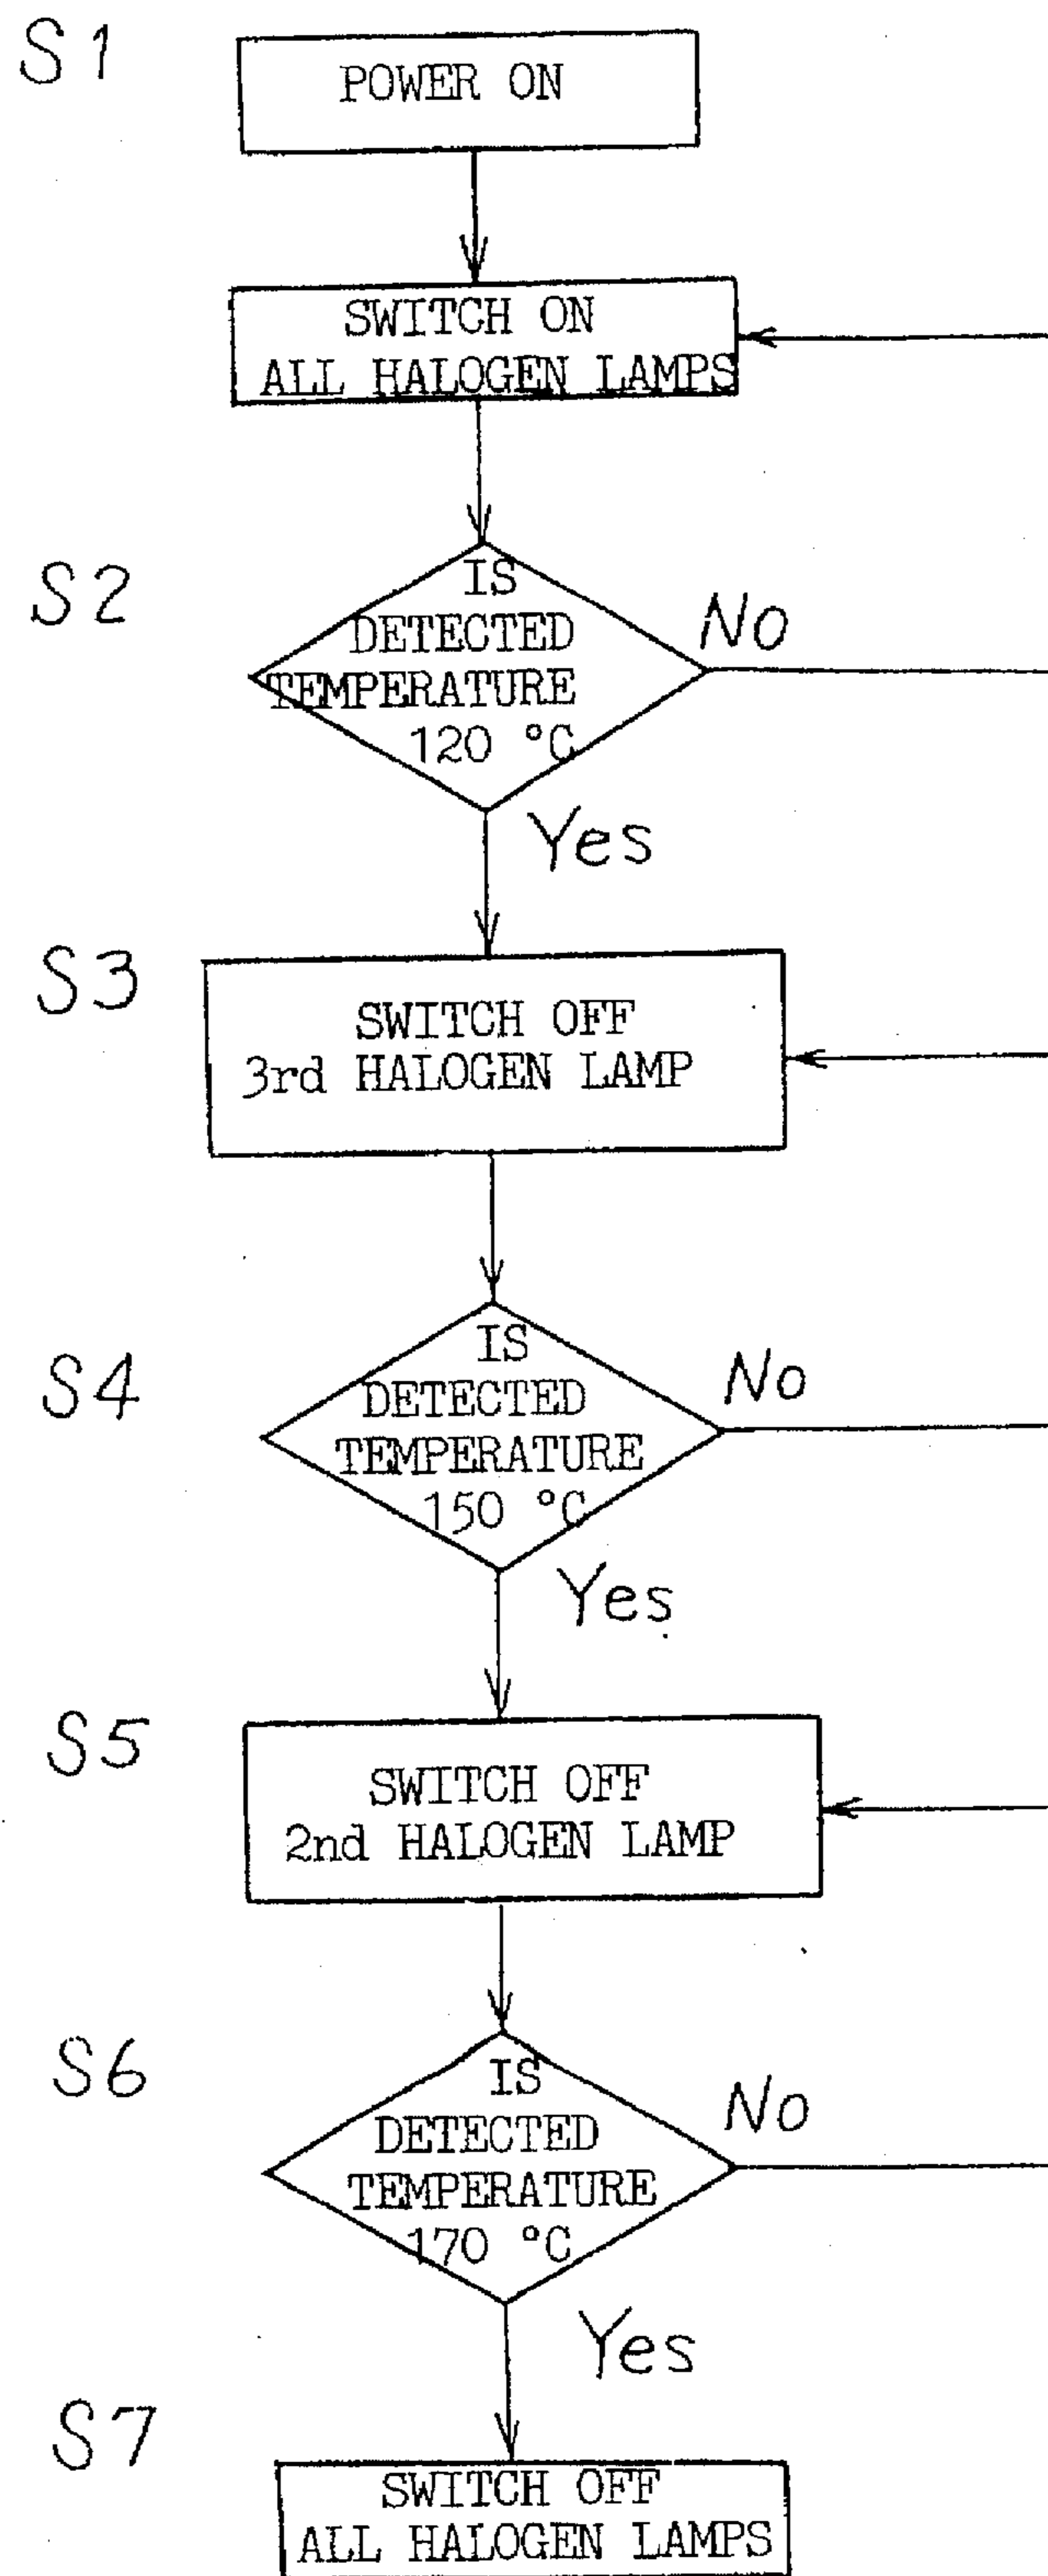 S1
POWER ON
SWITCH ON
ALL HALOGEN LAMPS
S2
IS
DETECTED
TEMPERATURE
120 °C
No
Yes
S3
SWITCH OFF
3rd HALOGEN LAMP
S4
IS
DETECTED
TEMPERATURE
150 °C
No
Yes
S5
SWITCH OFF
2nd HALOGEN LAMP
S6
IS
DETECTED
TEMPERATURE
170 °C
No
Yes
S7
SWITCH OFF
ALL HALOGEN LAMPS